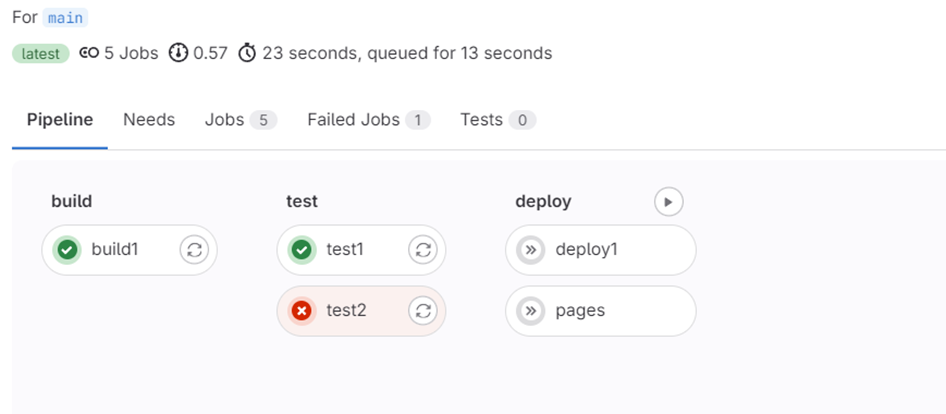 For main
latest 5 Jobs 0.57 23 seconds, queued for 13 seconds
Pipeline Needs Jobs 5 Failed Jobs 1 Tests 0
build test deploy
build1 test1 deploy1
test2 pages